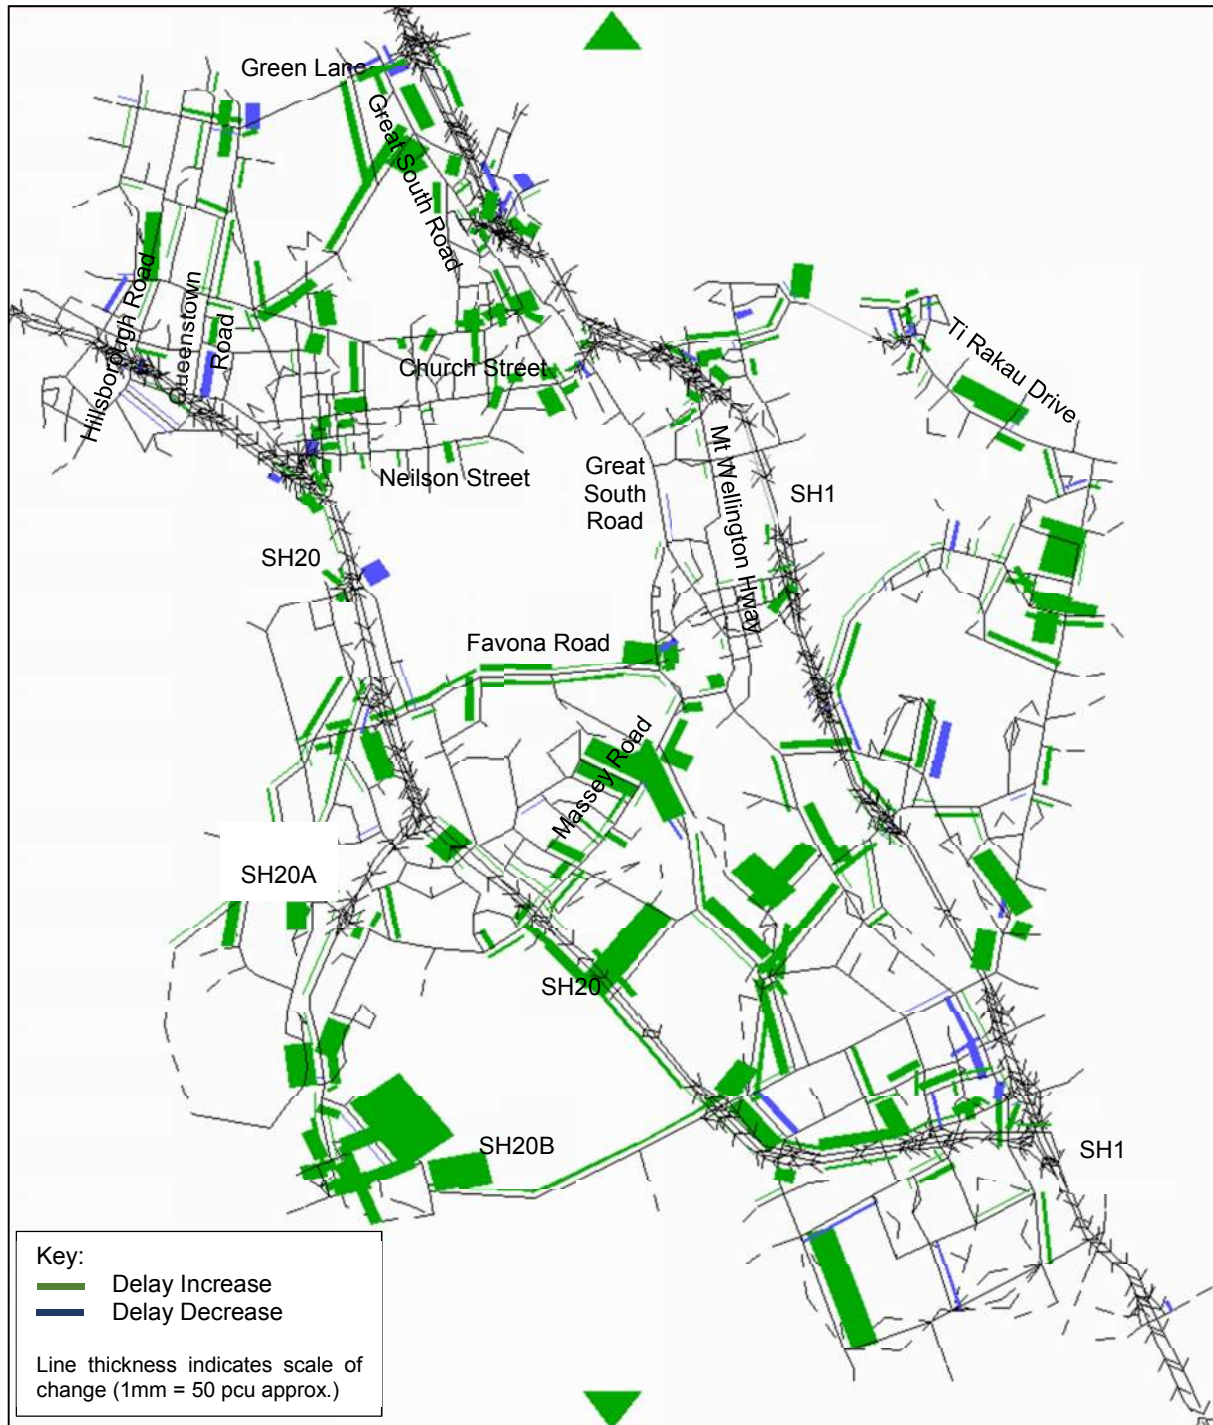 Green Lane
Great South Road
Hillsborough Road
Queenstown
Road
Church Street
Ti Rakau Drive
Neilson Street
Great
South
Road
Mt Wellington Hway
SH1
SH20
Favona Road
Massey Road
SH20A
SH20
SH20B
SH1
Key:
Delay Increase
Delay Decrease
Line thickness indicates scale of
change (1mm = 50 pcu approx.)